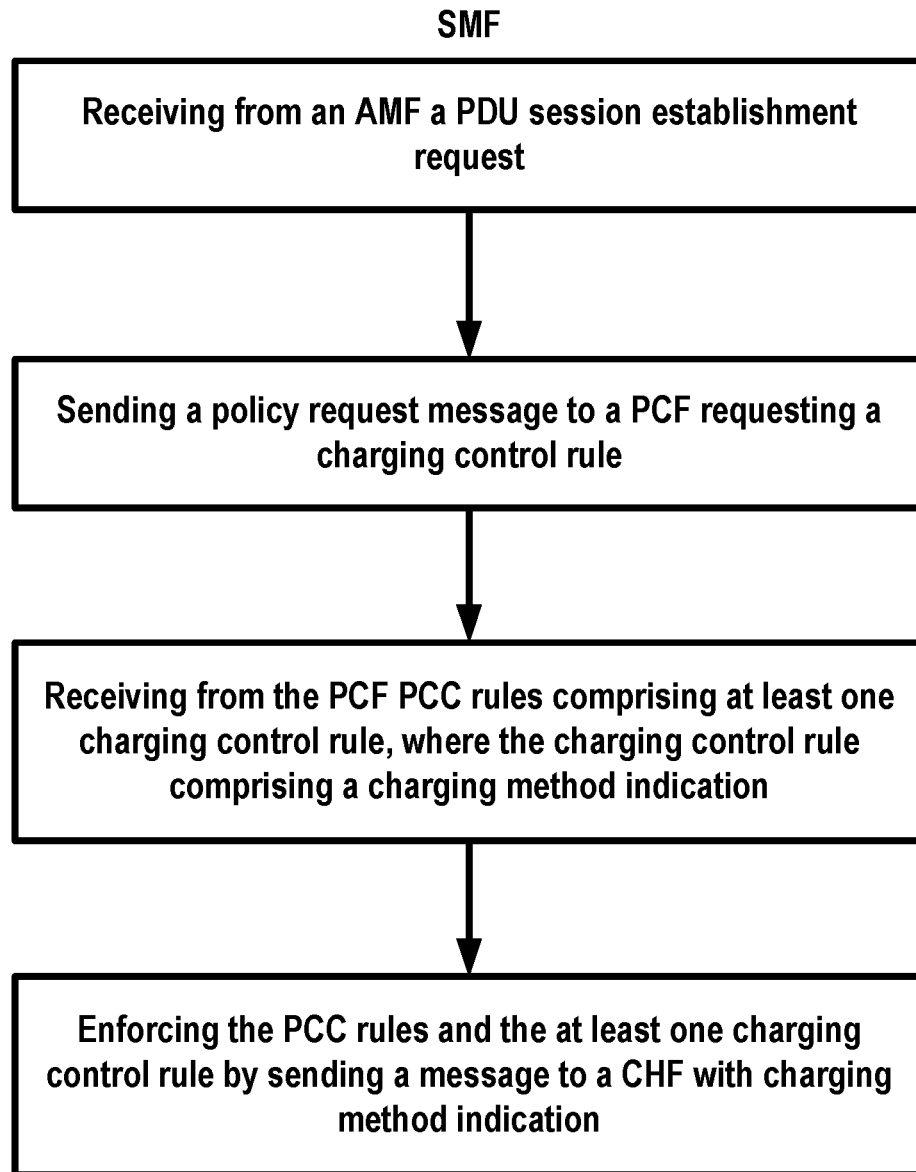 SMF
Receiving from an AMF a PDU session establishment
request
Sending a policy request message to a PCF requesting a
charging control rule
Receiving from the PCF PCC rules comprising at least one
charging control rule, where the charging control rule
comprising a charging method indication
Enforcing the PCC rules and the at least one charging
control rule by sending a message to a CHF with charging
method indication